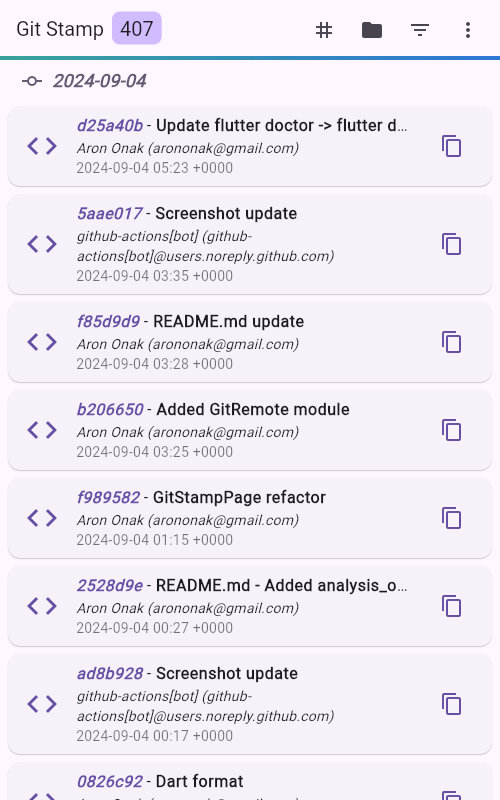 Git Stamp 407
2024-09-04
d25a40b - Update flutter doctor -> flutter d...
Aron Onak (arononak@gmail.com)
2024-09-04 05:23 +0000
5aae017 - Screenshot update
github-actions[bot] (github-
actions[bot]@users.noreply.github.com)
2024-09-04 03:35 +0000
f85d9d9 - README.md update
Aron Onak (arononak@gmail.com)
2024-09-04 03:28 +0000
b206650 - Added GitRemote module
Aron Onak (arononak@gmail.com)
2024-09-04 03:25 +0000
f989582 - GitStampPage refactor
Aron Onak (arononak@gmail.com)
2024-09-04 01:15 +0000
2528d9e - README.md - Added analysis_o...
Aron Onak (arononak@gmail.com)
2024-09-04 00:27 +0000
ad8b928 - Screenshot update
github-actions[bot] (github-
actions[bot]@users.noreply.github.com)
2024-09-04 00:17 +0000
0826c92 - Dart format